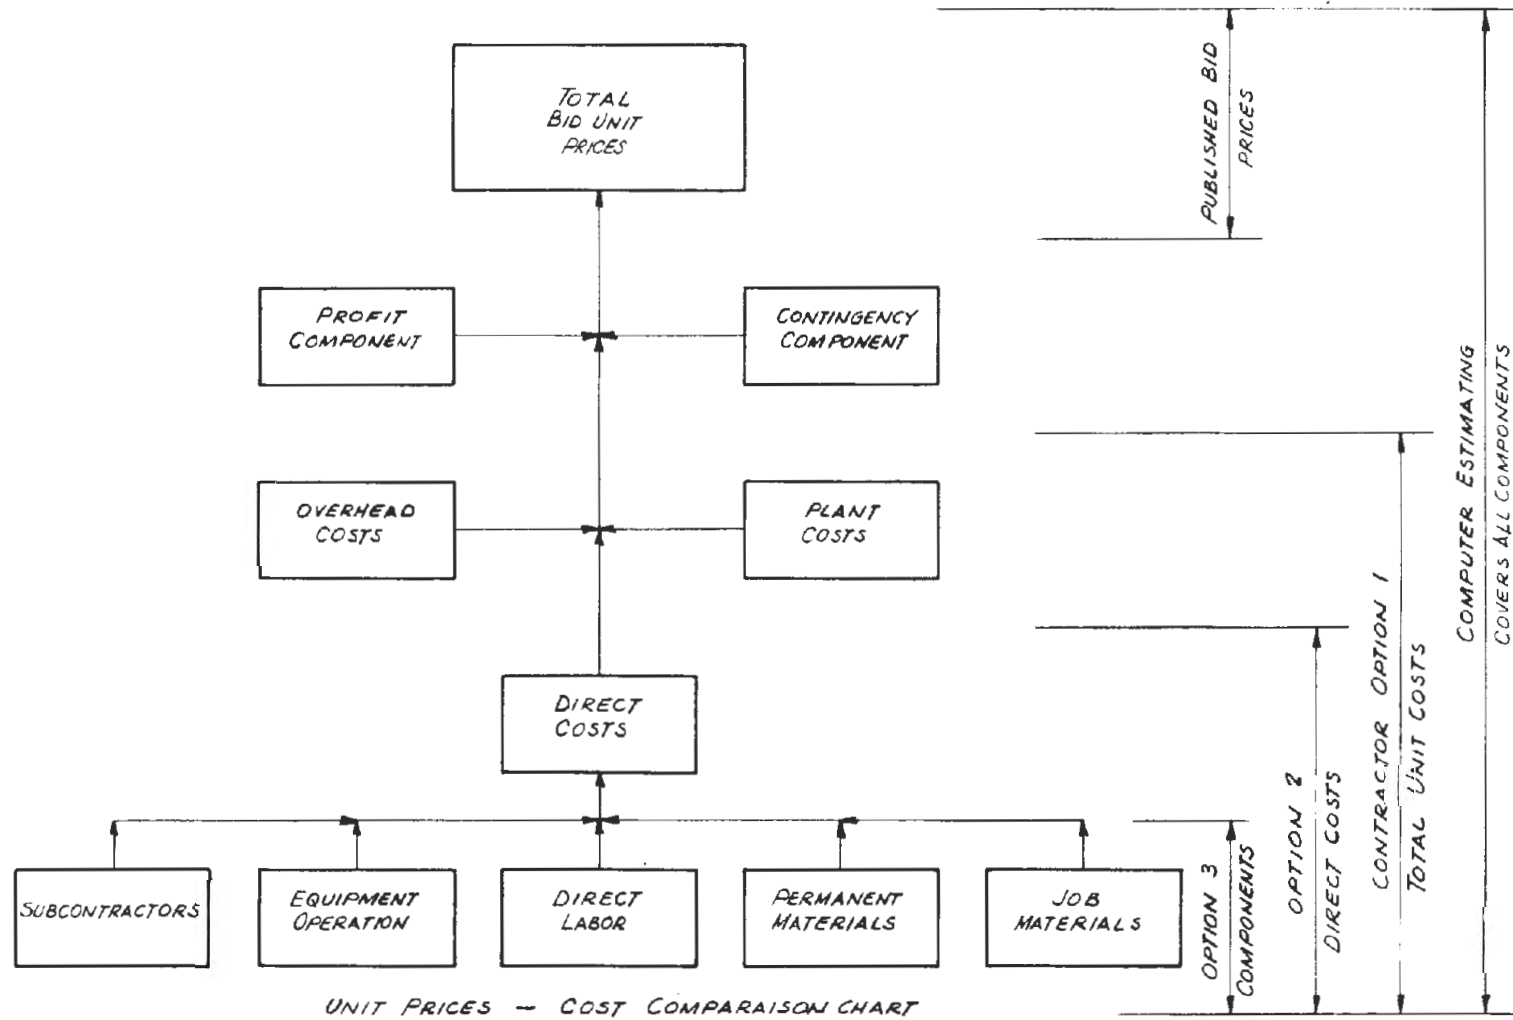 TOTAL
BID UNIT
PRICES
PUBLISHED BID
PRICES
PROFIT
COMPONENT
CONTINGENCY
COMPONENT
OVERHEAD
COSTS
PLANT
COSTS
DIRECT
COSTS
SUBCONTRACTORS
EQUIPMENT
OPERATION
DIRECT
LABOR
PERMANENT
MATERIALS
JOB
MATERIALS
OPTION 3
COMPONENTS
OPTION 2
DIRECT COSTS
CONTRACTOR OPTION 1
TOTAL UNIT COSTS
COMPUTER ESTIMATING
COVERS ALL COMPONENTS
UNIT PRICES - COST COMPARAISON CHART